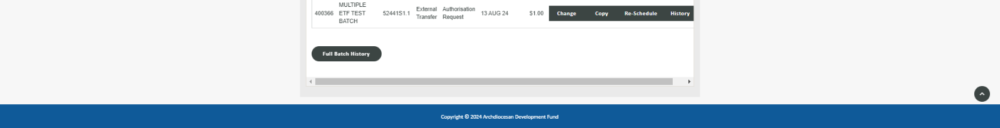 400366 MULTIPLE ETF TEST BATCH 52441S1.1 External Transfer Authorisation Request 13 AUG 24 $1.00 Change Copy Re-Schedule History
Full Batch History
Copyright © 2024 Archdiocesan Development Fund